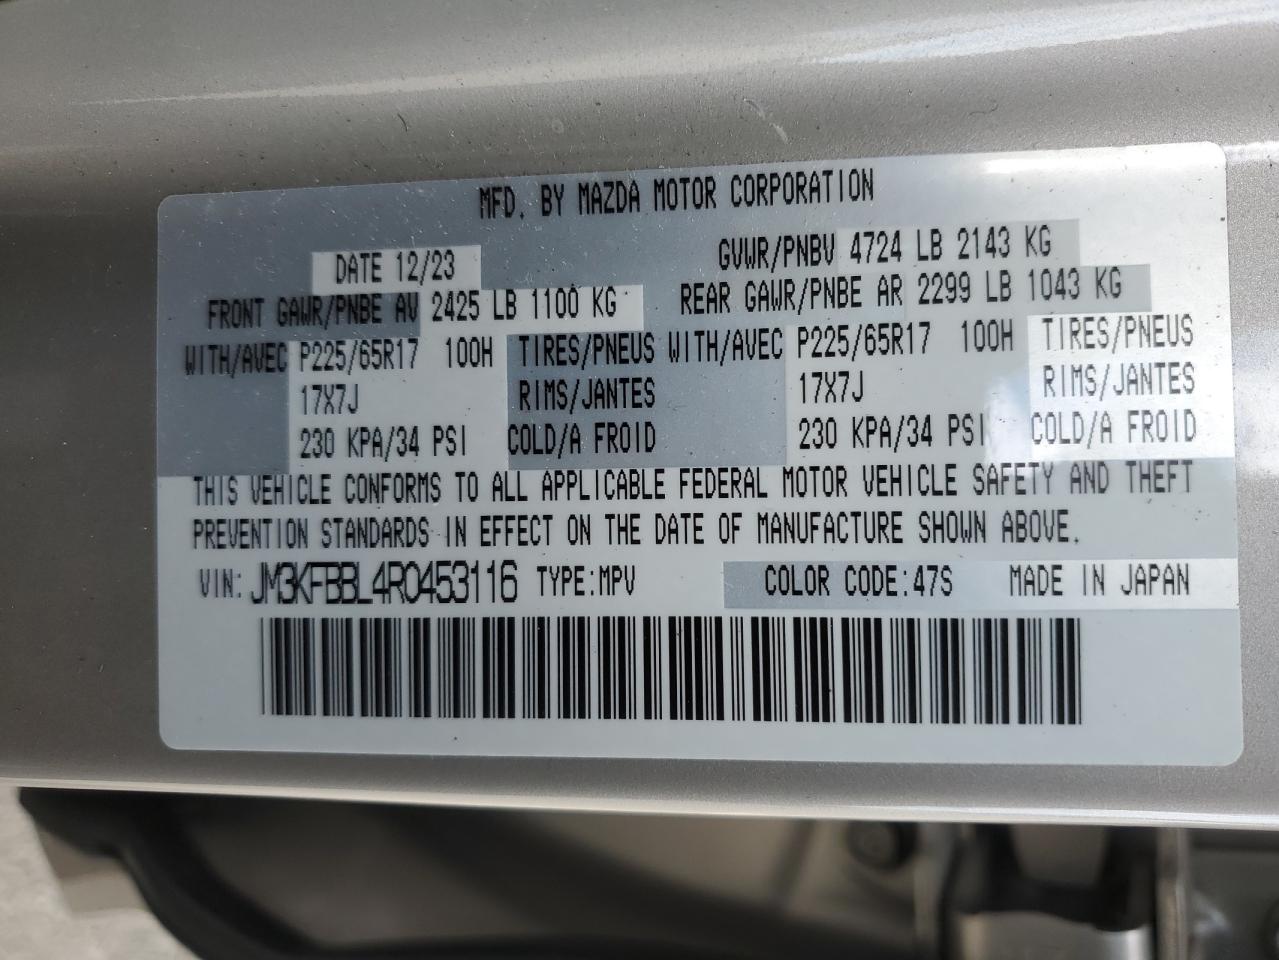 MFD. BY MAZDA MOTOR CORPORATION
DATE 12/23 GVWR/PNBV 4724 LB 2143 KG
FRONT GAWR/PNBE AV 2425 LB 1100 KG REAR GAWR/PNBE AR 2299 LB 1043 KG
WITH/AVEC P225/65R17 100H TIRES/PNEUS WITH/AVEC P225/65R17 100H TIRES/PNEUS
17X7J RIMS/JANTES 17X7J RIMS/JANTES
230 KPA/34 PSI COLD/A FROID 230 KPA/34 PSI COLD/A FROID
THIS VEHICLE CONFORMS TO ALL APPLICABLE FEDERAL MOTOR VEHICLE SAFETY AND THEFT
PREVENTION STANDARDS IN EFFECT ON THE DATE OF MANUFACTURE SHOWN ABOVE.
VIN: JM3KFBBL4R0453116 TYPE:MPV COLOR CODE:47S MADE IN JAPAN